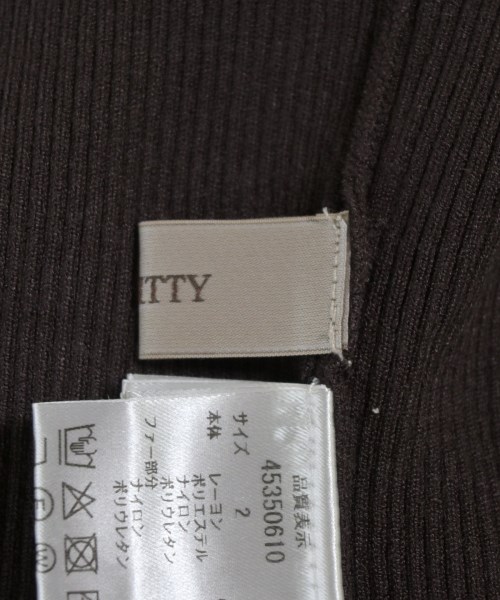 ITTY
品質表示
45350610
サイズ 2
本体 レーヨン
ポリエステル
ナイロン
ポリウレタン
ファー部分
ナイロン
ポリウレタン
F
W